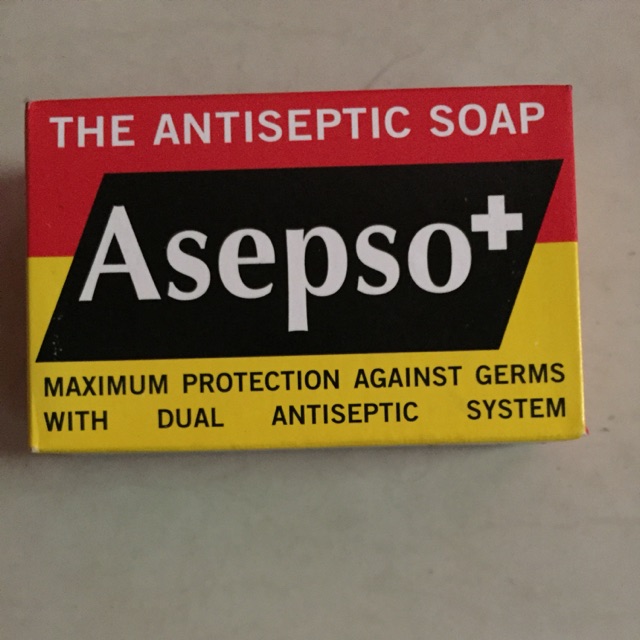 THE ANTISEPTIC SOAP
Asepso+
MAXIMUM PROTECTION AGAINST GERMS
WITH DUAL ANTISEPTIC SYSTEM